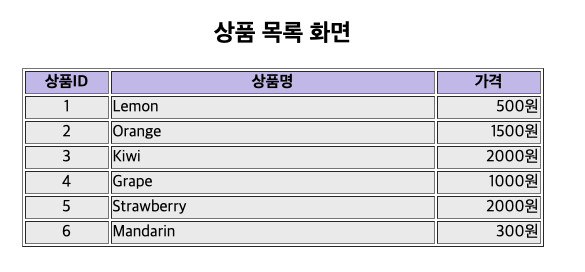 상품 목록 화면
상품ID 상품명 가격
1 Lemon 500원
2 Orange 1500원
3 Kiwi 2000원
4 Grape 1000원
5 Strawberry 2000원
6 Mandarin 300원